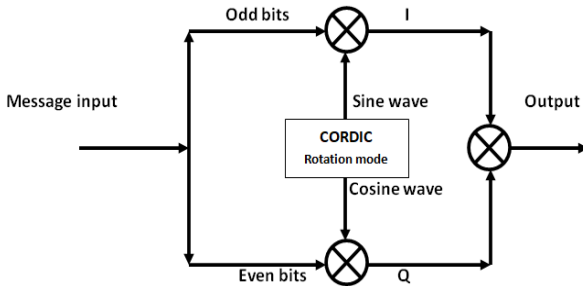 Odd bits
I
Message input
Sine wave
Output
CORDIC
Rotation mode
Cosine wave
Even bits
Q